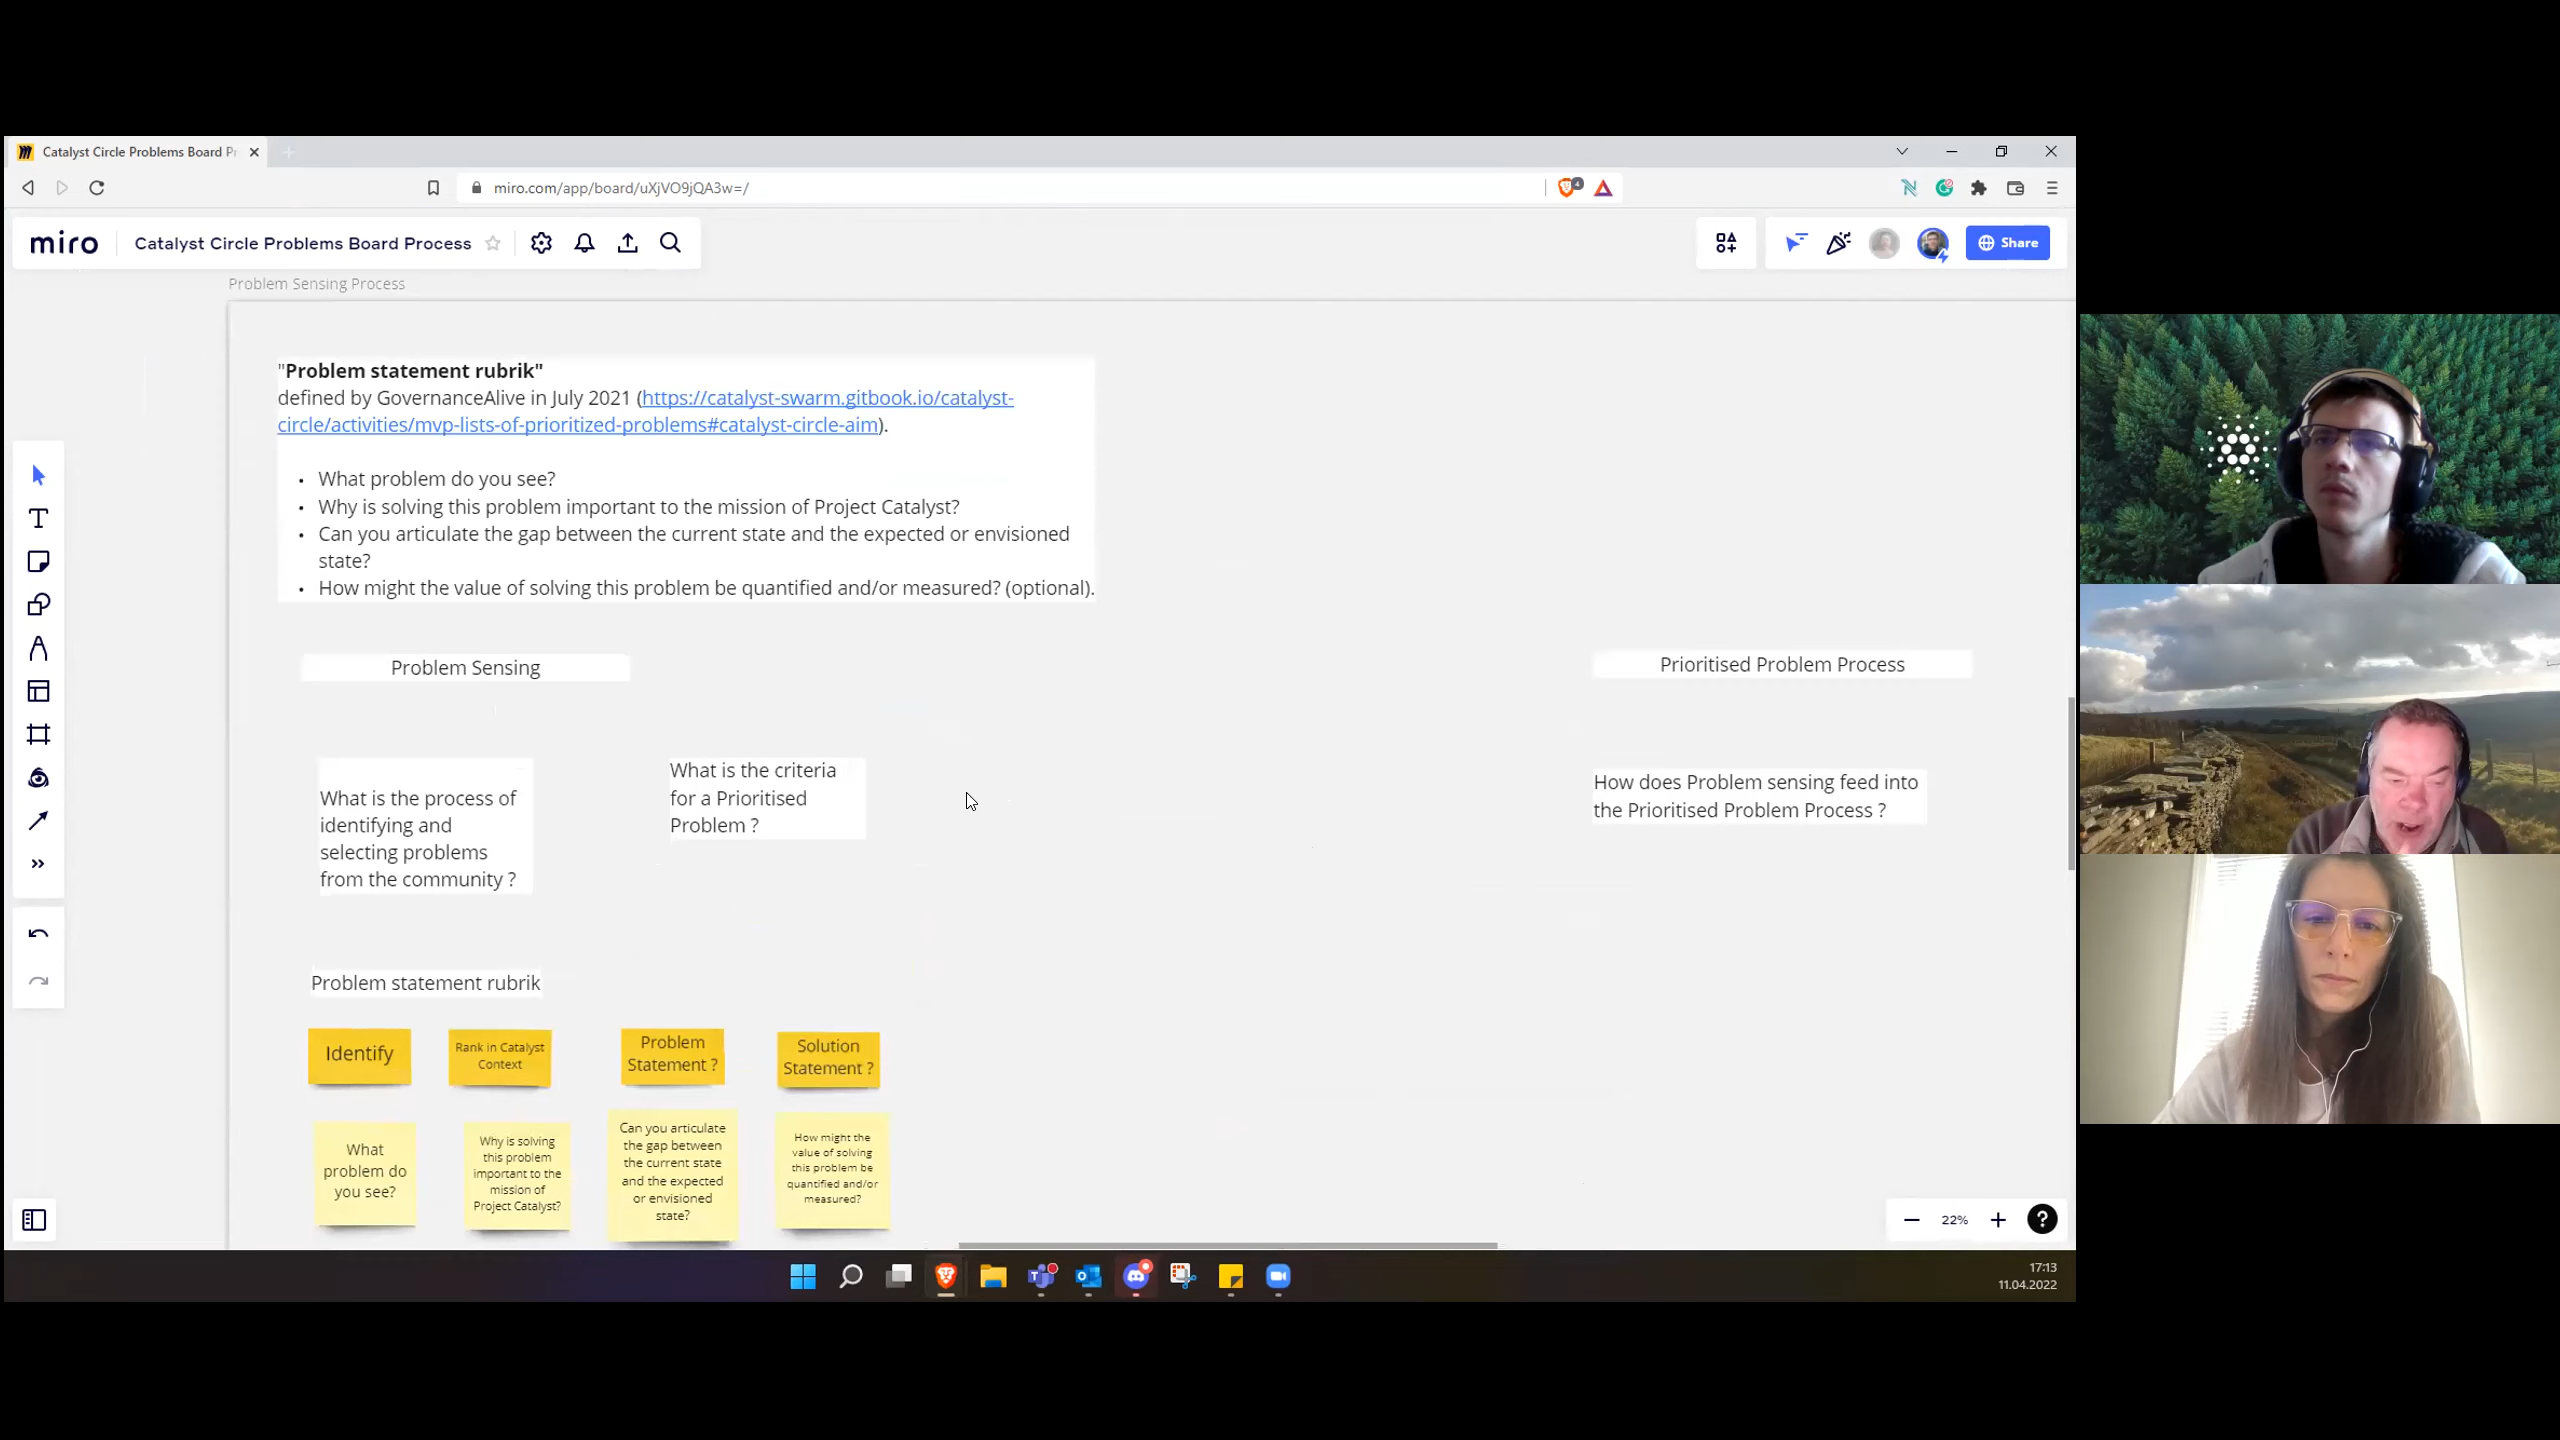 Catalyst Circle Problems Board Pr
miro.com/app/board/uXjVO9jQA3w=/
4
miro
Catalyst Circle Problems Board Process
Share
Problem Sensing Process
"Problem statement rubrik"
defined by GovernanceAlive in July 2021 (https://catalyst-swarm.gitbook.io/catalyst-
circle/activities/mvp-lists-of-prioritized-problems#catalyst-circle-aim).
• What problem do you see?
• Why is solving this problem important to the mission of Project Catalyst?
• Can you articulate the gap between the current state and the expected or envisioned
state?
• How might the value of solving this problem be quantified and/or measured? (optional).
Problem Sensing
Prioritised Problem Process
What is the process of
identifying and
selecting problems
from the community ?
What is the criteria
for a Prioritised
Problem ?
How does Problem sensing feed into
the Prioritised Problem Process ?
Problem statement rubrik
Identify
Rank in Catalyst
Context
Problem
Statement ?
Solution
Statement ?
What
problem do
you see?
Why is solving
this problem
important to the
mission of
Project Catalyst?
Can you articulate
the gap between
the current state
and the expected
or envisioned
state?
How might the
value of solving
this problem be
quantified and/or
measured?
22%
17:13
11.04.2022